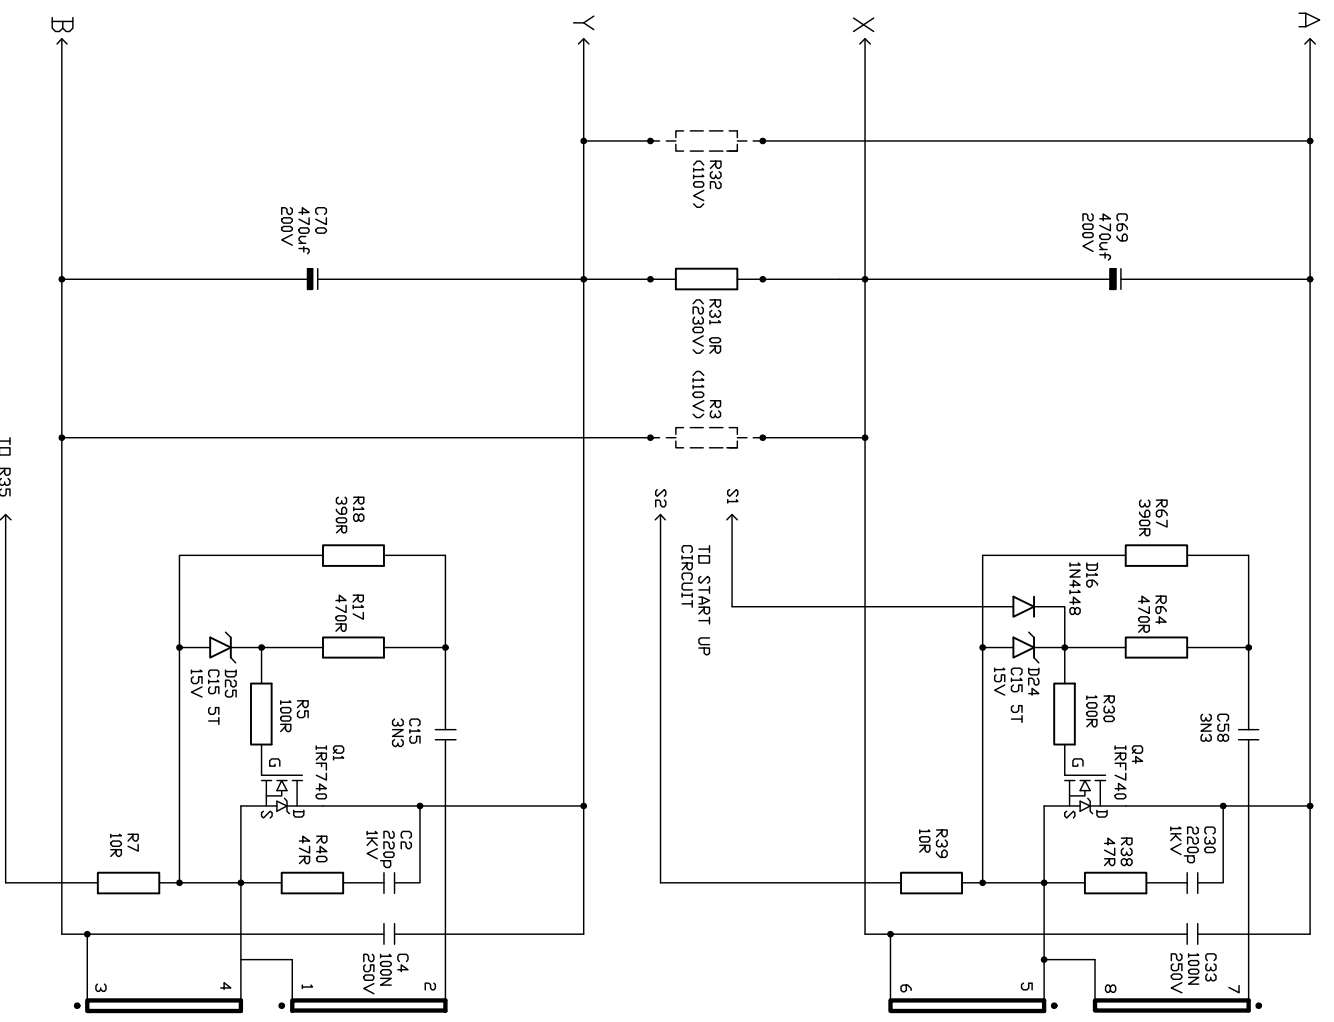 A
C69
470uf
200V
R67
390R
D16
1N4148
R64
470R
D24
C15 5T
15V
R30
100R
C58
3N3
Q4
IRF740
G
D
S
C30
220p
1KV
R38
47R
R39
10R
C33
100N
250V
7
8
5
6
X
R32
(110V)
R31 0R
(230V)
R3
(110V)
S1
S2
TO START UP
CIRCUIT
Y
C70
470uf
200V
R18
390R
R17
470R
D25
C15 5T
15V
R5
100R
C15
3N3
Q1
IRF740
G
D
S
C2
220p
1KV
R40
47R
R7
10R
C4
100N
250V
2
1
4
3
B
TO R35